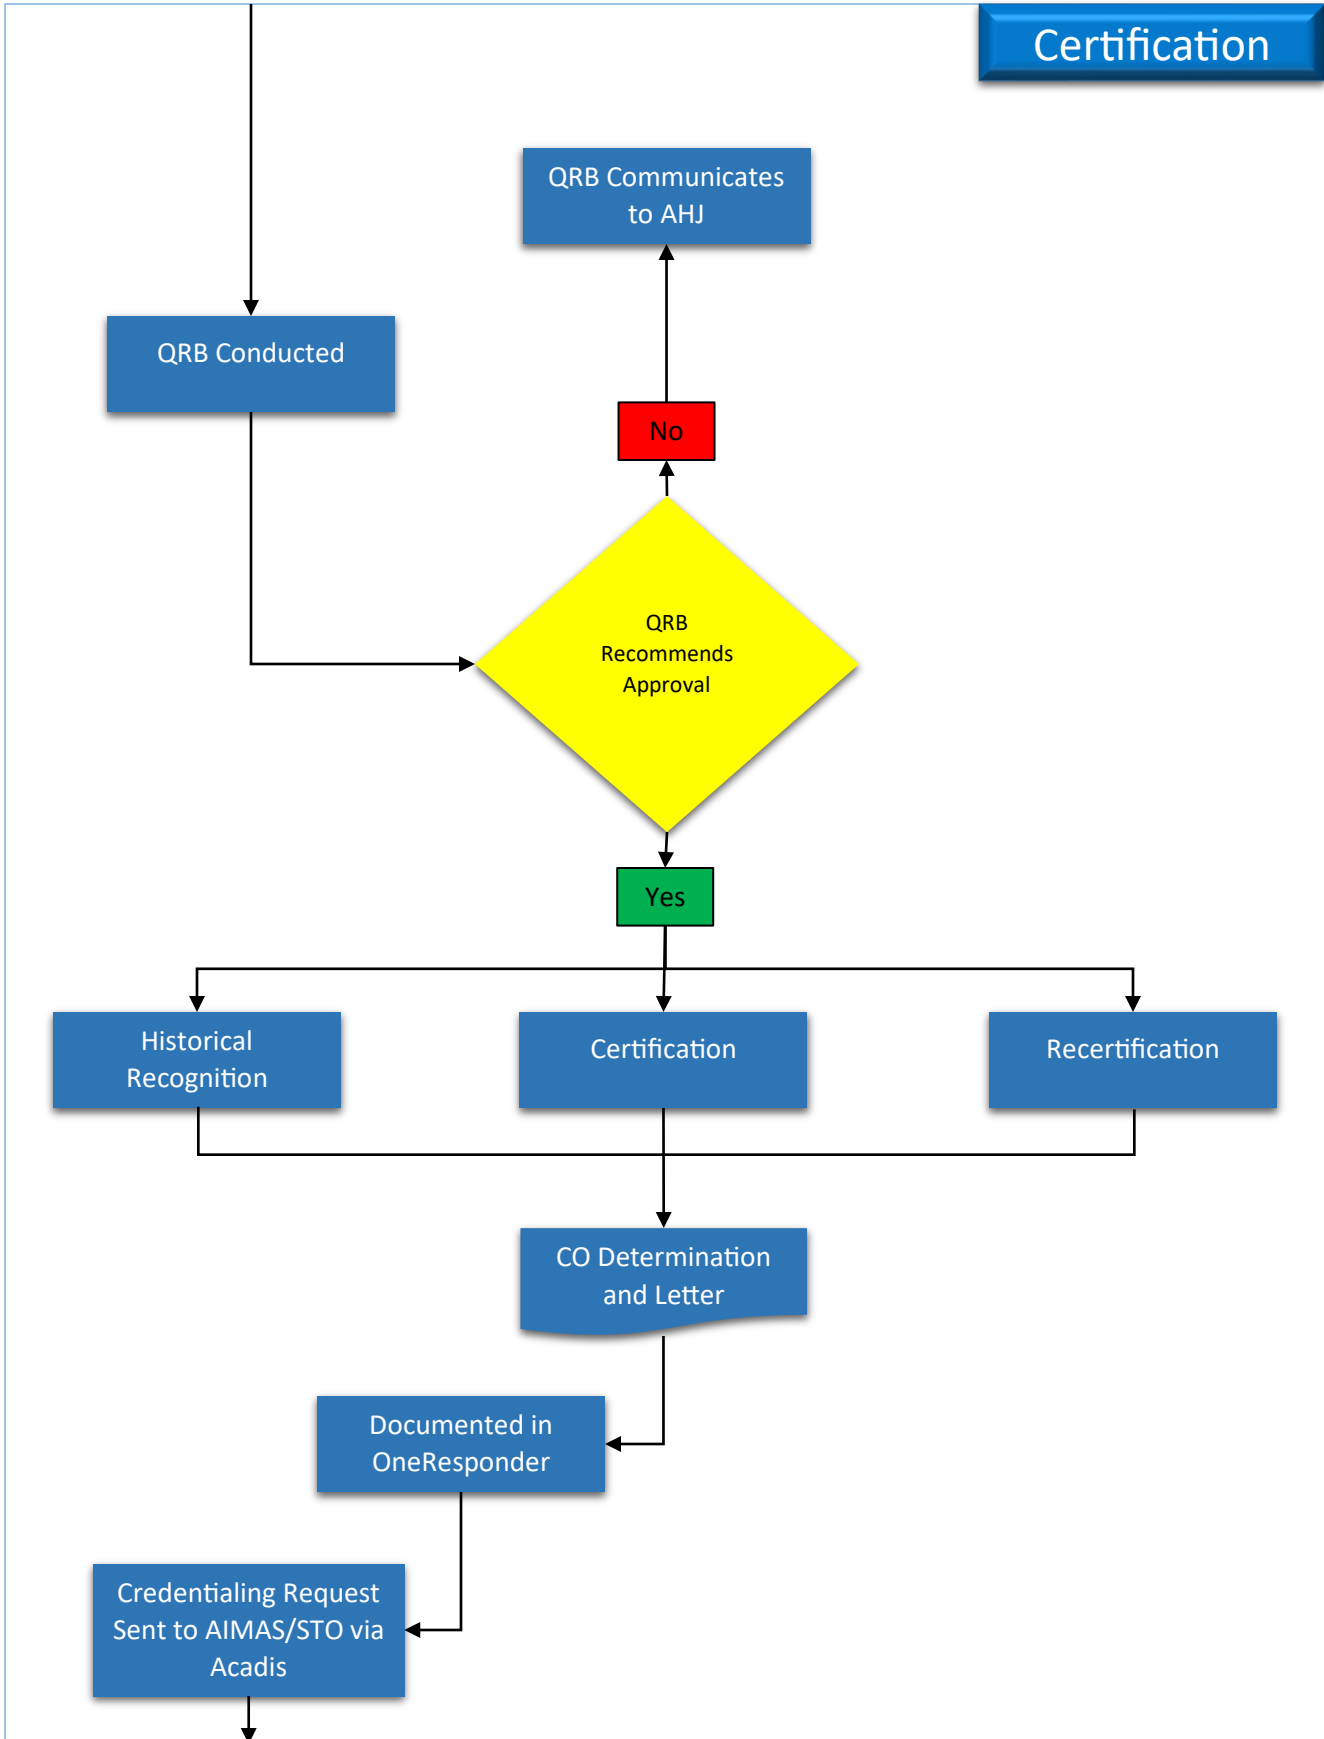 Certification
QRB Communicates
to AHJ
QRB Conducted
No
QRB
Recommends
Approval
Yes
Historical
Recognition
Certification
Recertification
CO Determination
and Letter
Documented in
OneResponder
Credentialing Request
Sent to AIMAS/STO via
Acadis